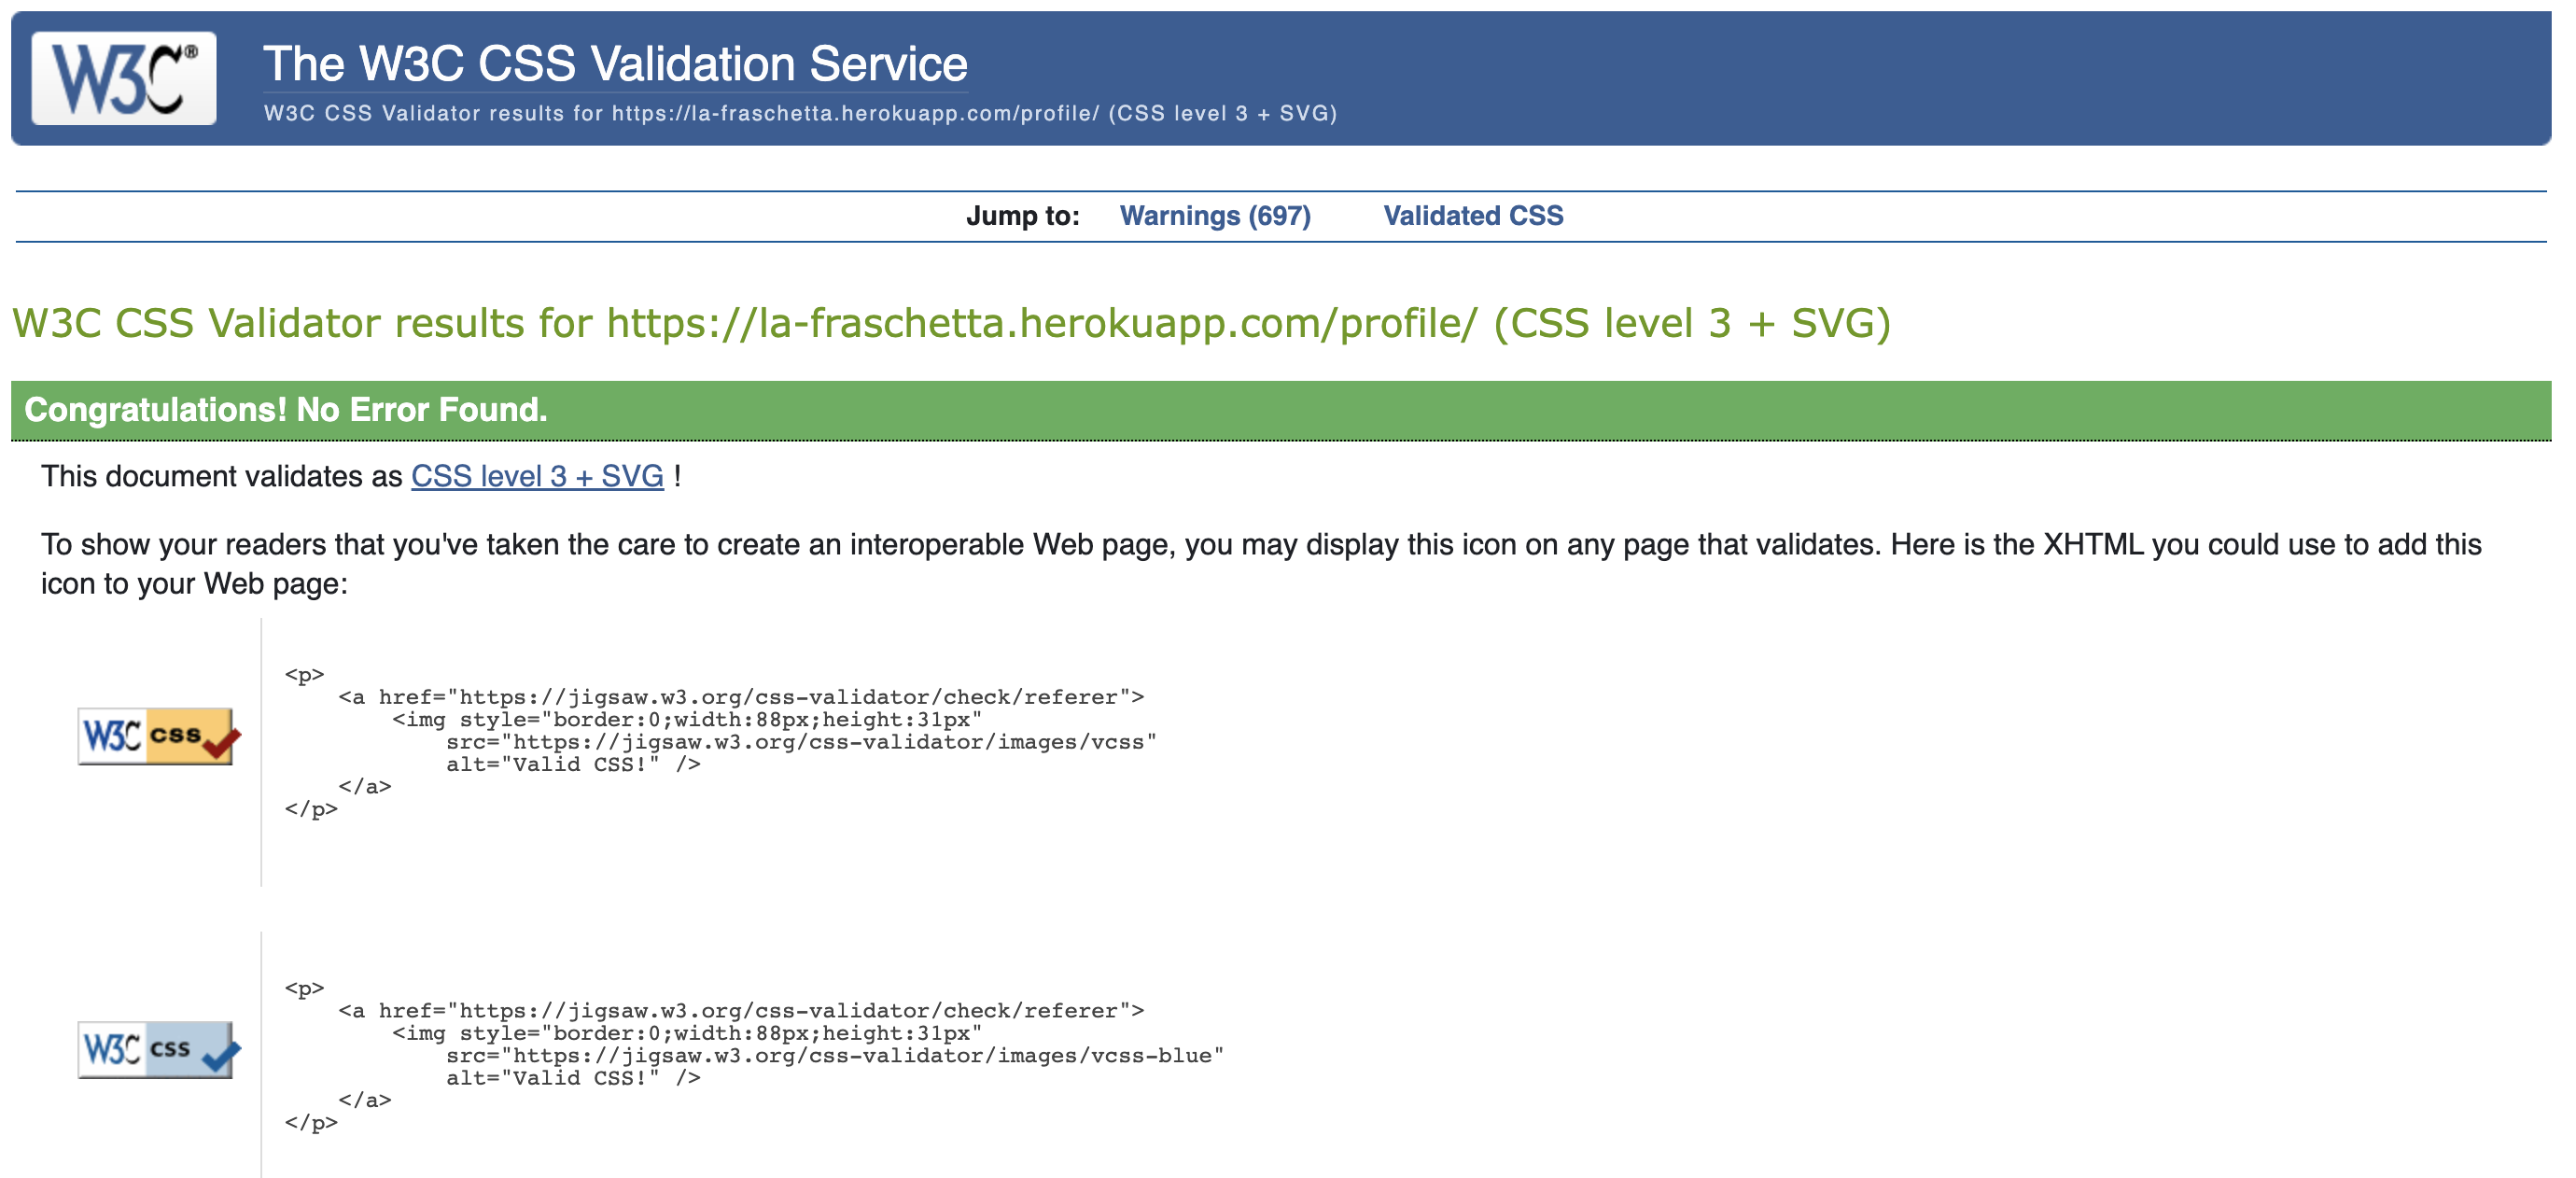 W3C®
The W3C CSS Validation Service
W3C CSS Validator results for https://la-fraschetta.herokuapp.com/profile/ (CSS level 3 + SVG)
Jump to: Warnings (697) Validated CSS
W3C CSS Validator results for https://la-fraschetta.herokuapp.com/profile/ (CSS level 3 + SVG)
Congratulations! No Error Found.
This document validates as CSS level 3 + SVG !
To show your readers that you've taken the care to create an interoperable Web page, you may display this icon on any page that validates. Here is the XHTML you could use to add this
icon to your Web page:
W3C css
<p>
    <a href="https://jigsaw.w3.org/css-validator/check/referer">
        <img style="border:0;width:88px;height:31px"
            src="https://jigsaw.w3.org/css-validator/images/vcss"
            alt="Valid CSS!" />
    </a>
</p>
W3C css
<p>
    <a href="https://jigsaw.w3.org/css-validator/check/referer">
        <img style="border:0;width:88px;height:31px"
            src="https://jigsaw.w3.org/css-validator/images/vcss-blue"
            alt="Valid CSS!" />
    </a>
</p>